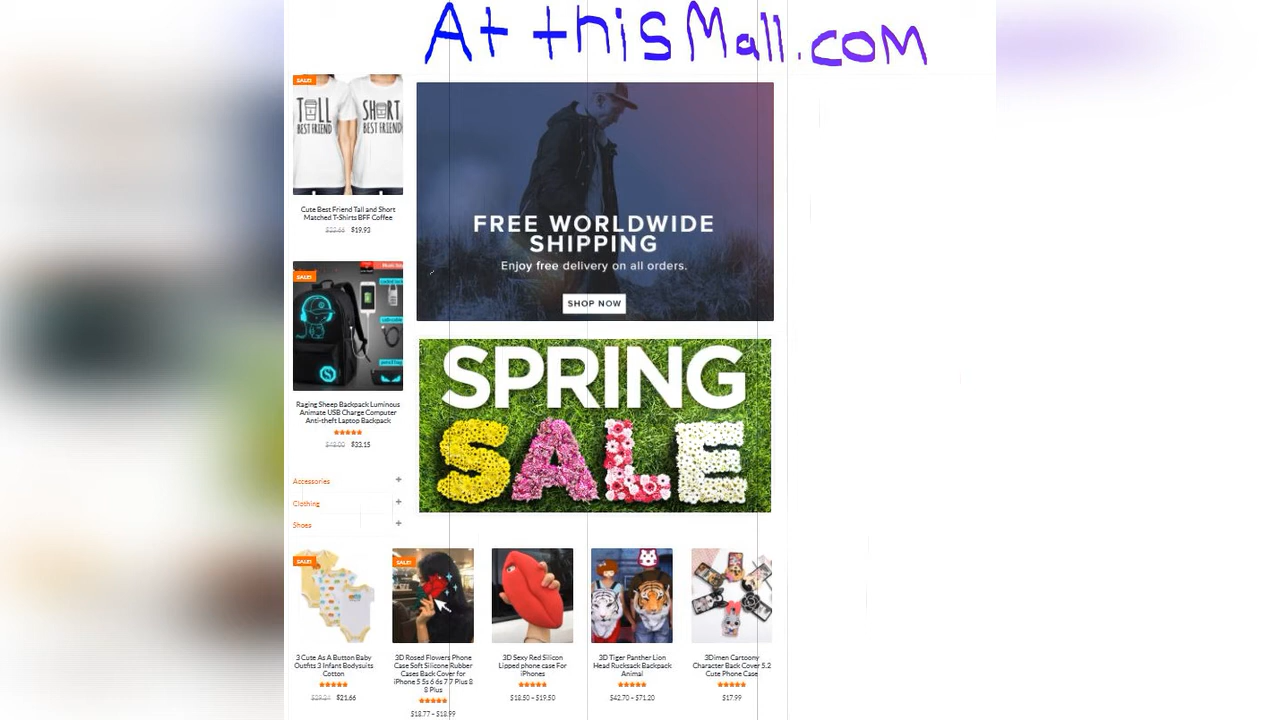 At thisMall.com
SALE!
TALL
BEST FRIEND
SHORT
BEST FRIEND
Cute Best Friend Tall and Short
Matched T-Shirts BFF Coffee
$19.93
FREE WORLDWIDE
SHIPPING
Enjoy free delivery on all orders.
SHOP NOW
SALE!
Raging Sheep Backpack Luminous
Animate USB Charge Computer
Anti-theft Laptop Backpack
$33.15
SPRING
SALE
Accessories +
Clothing +
Shoes +
SALE!
3 Cute As A Button Baby
Outfits 3 Infant Bodysuits
Cotton
$29.24 $21.66
SALE!
3D Rosed Flowers Phone
Case Soft Silicone Rubber
Cases Back Cover for
iPhone 5 5s 6 6s 7 7 Plus 8
8 Plus
$18.77 – $18.99
3D Sexy Red Silicon
Lipped phone case For
iPhones
$18.50 – $19.50
3D Tiger Panther Lion
Head Rucksack Backpack
Animal
$42.70 – $71.20
3Dimen Cartoony
Character Back Cover 5.2
Cute Phone Case
$17.99